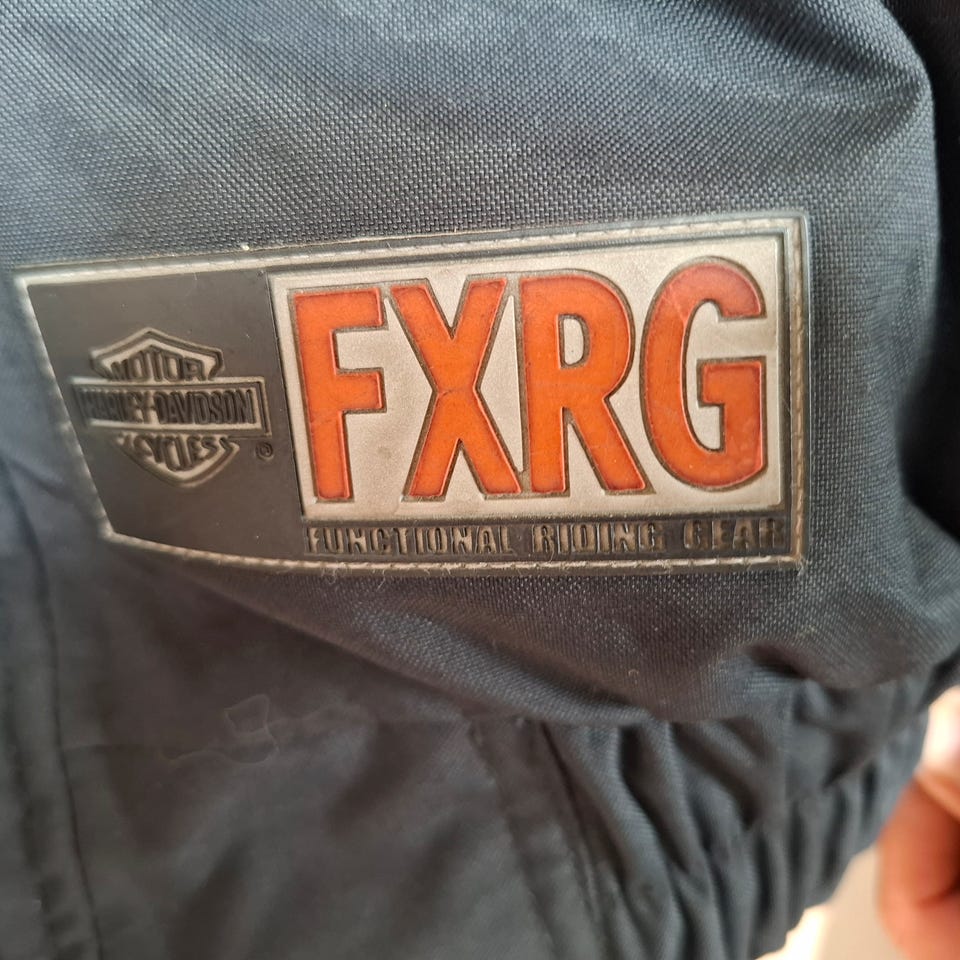 MOTOR
HARLEY-DAVIDSON
CYCLES
®
FXRG
FUNCTIONAL RIDING GEAR